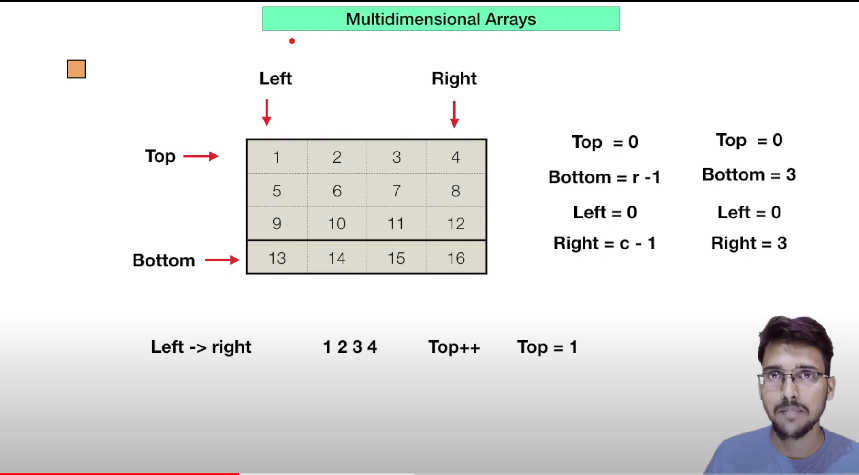 Multidimensional Arrays
Left Right
Top 1 2 3 4
5 6 7 8
9 10 11 12
Bottom 13 14 15 16
Top = 0 Top = 0
Bottom = r -1 Bottom = 3
Left = 0 Left = 0
Right = c - 1 Right = 3
Left -> right 1 2 3 4 Top++ Top = 1